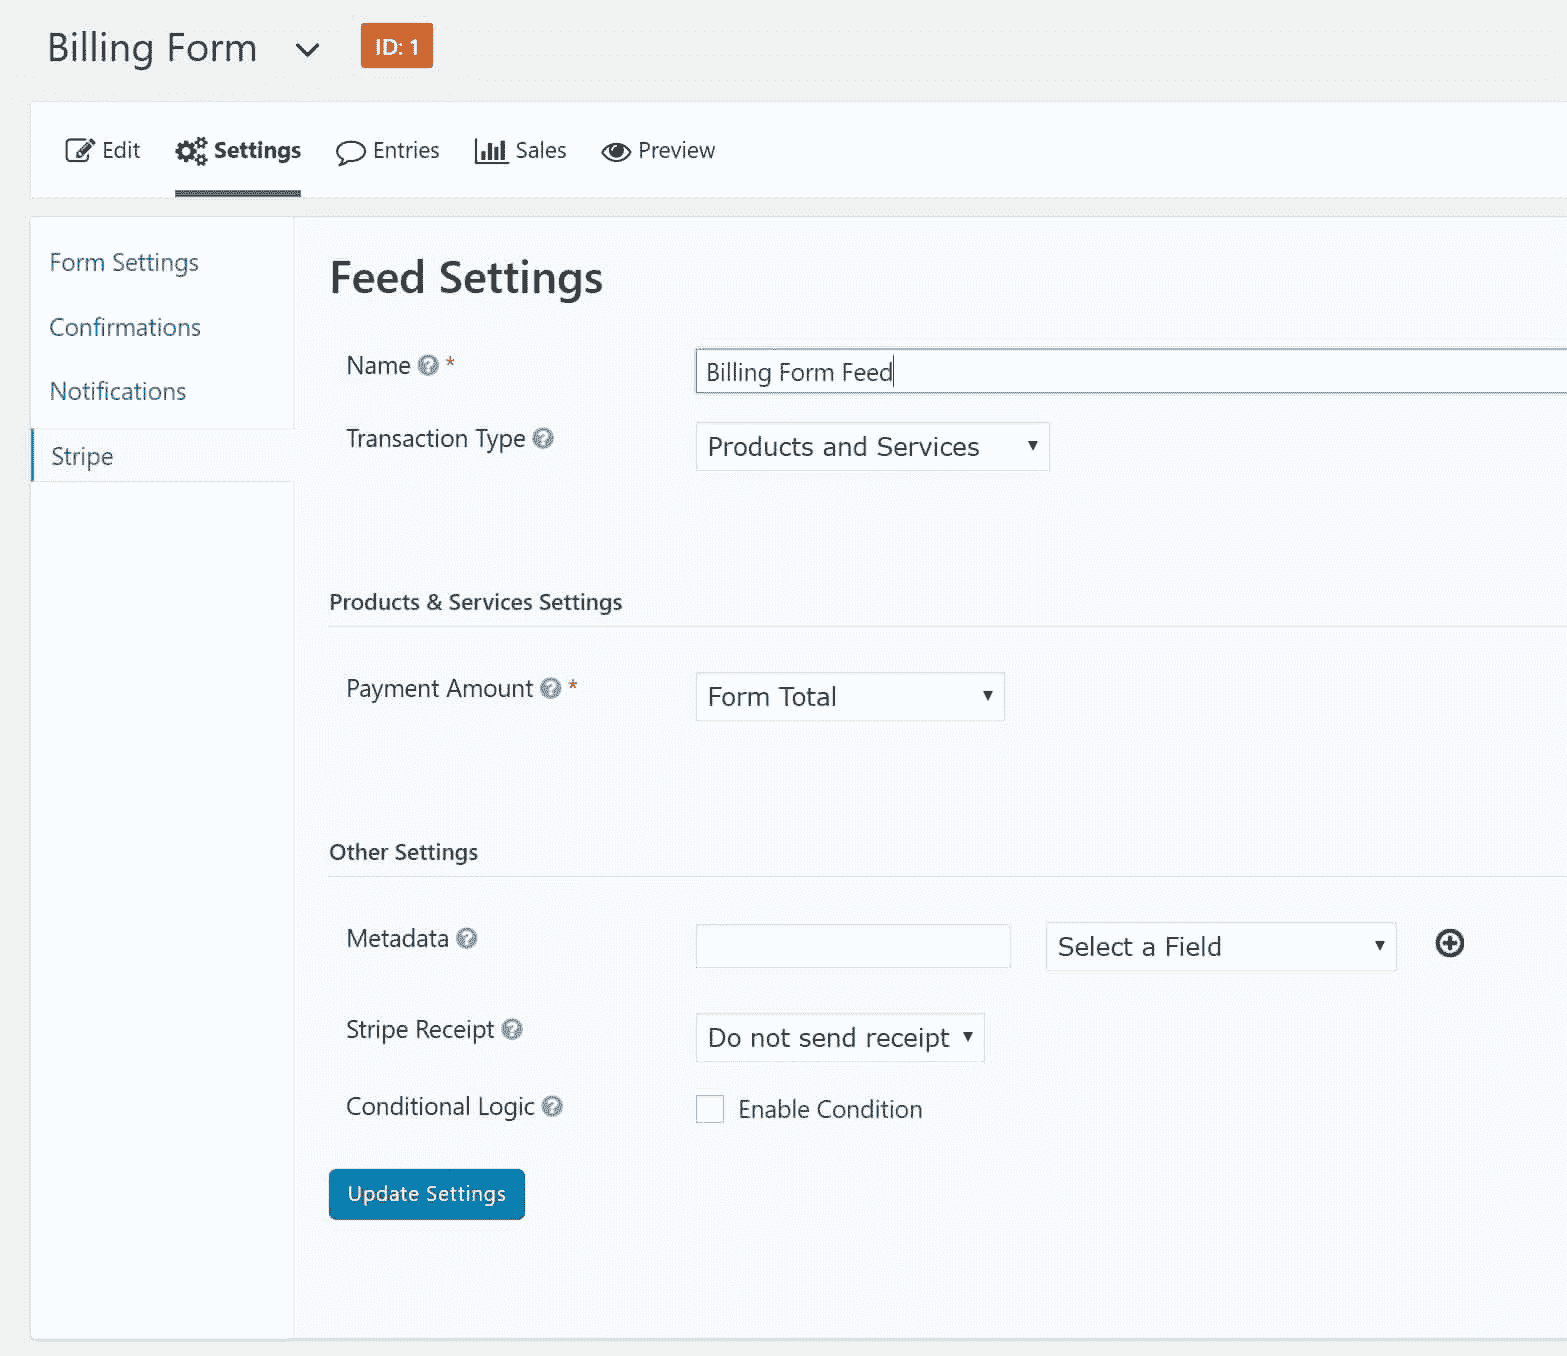 Billing Form ID: 1
Edit Settings Entries Sales Preview
Form Settings
Confirmations
Notifications
Stripe
Feed Settings
Name *
Billing Form Feed
Transaction Type
Products and Services
Products & Services Settings
Payment Amount *
Form Total
Other Settings
Metadata
Select a Field
Stripe Receipt
Do not send receipt
Conditional Logic
Enable Condition
Update Settings